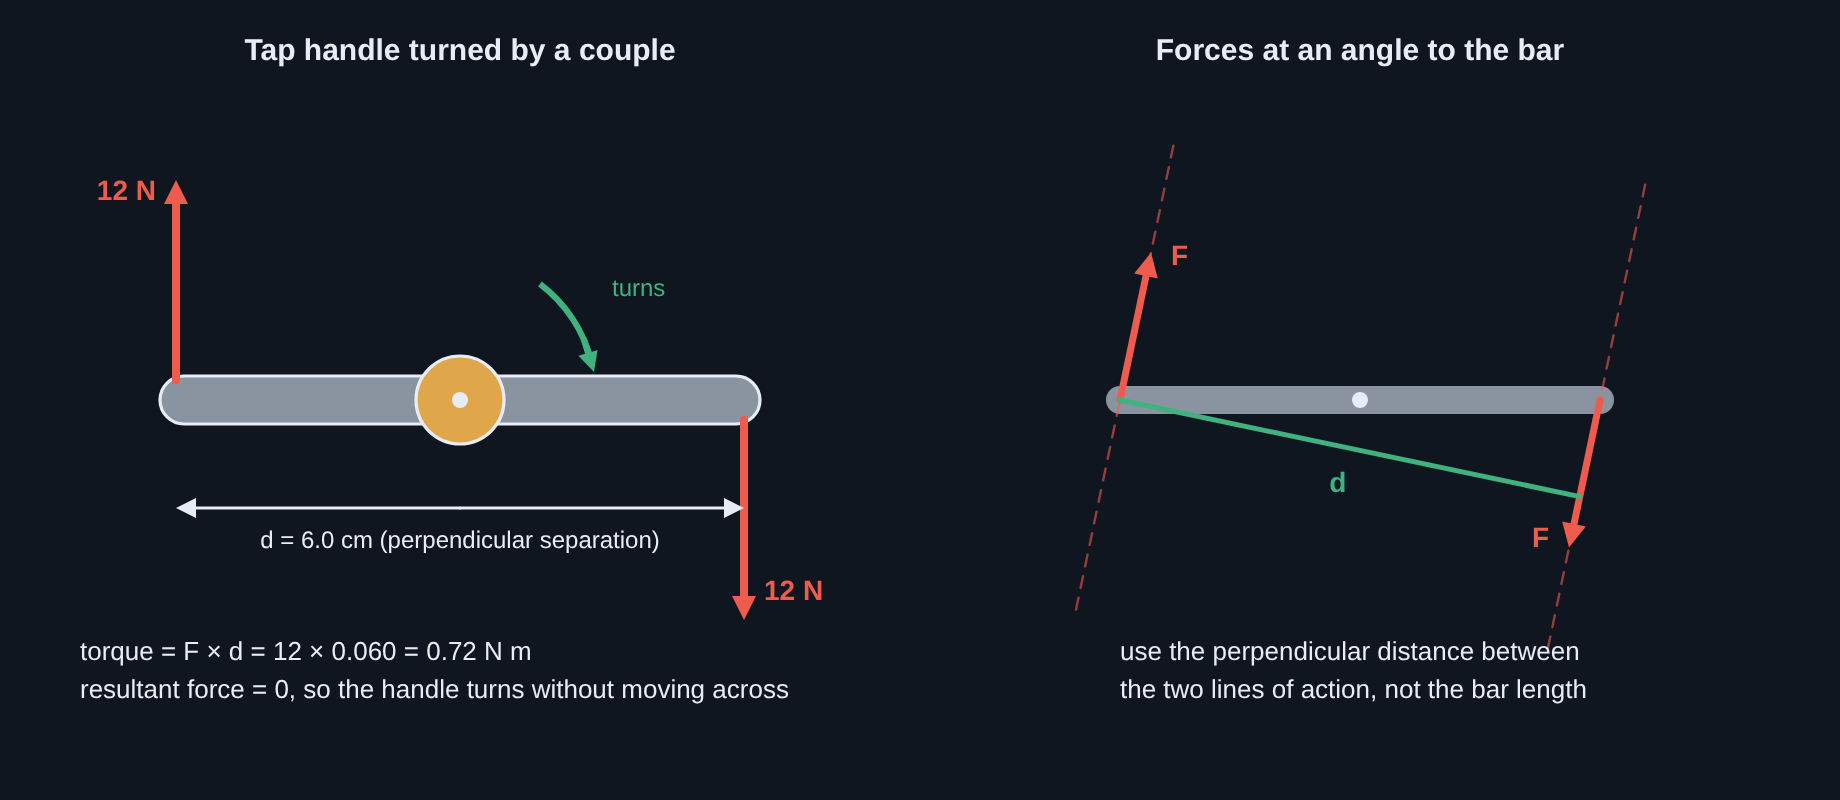 Tap handle turned by a couple
12 N
turns
d = 6.0 cm (perpendicular separation)
12 N
torque = F × d = 12 × 0.060 = 0.72 N m
resultant force = 0, so the handle turns without moving across
Forces at an angle to the bar
F
d
F
use the perpendicular distance between
the two lines of action, not the bar length